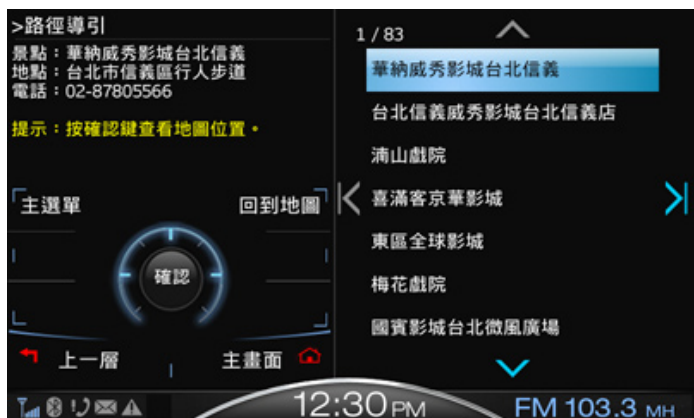 >路徑導引
景點：華納威秀影城台北信義
地點：台北市信義區行人步道
電話：02-87805566
提示：按確認鍵查看地圖位置。
主選單
回到地圖
確認
上一層
主畫面
1 / 83
華納威秀影城台北信義
台北信義威秀影城台北信義店
湳山戲院
喜滿客京華影城
東區全球影城
梅花戲院
國賓影城台北微風廣場
12:30 PM
FM 103.3 MH